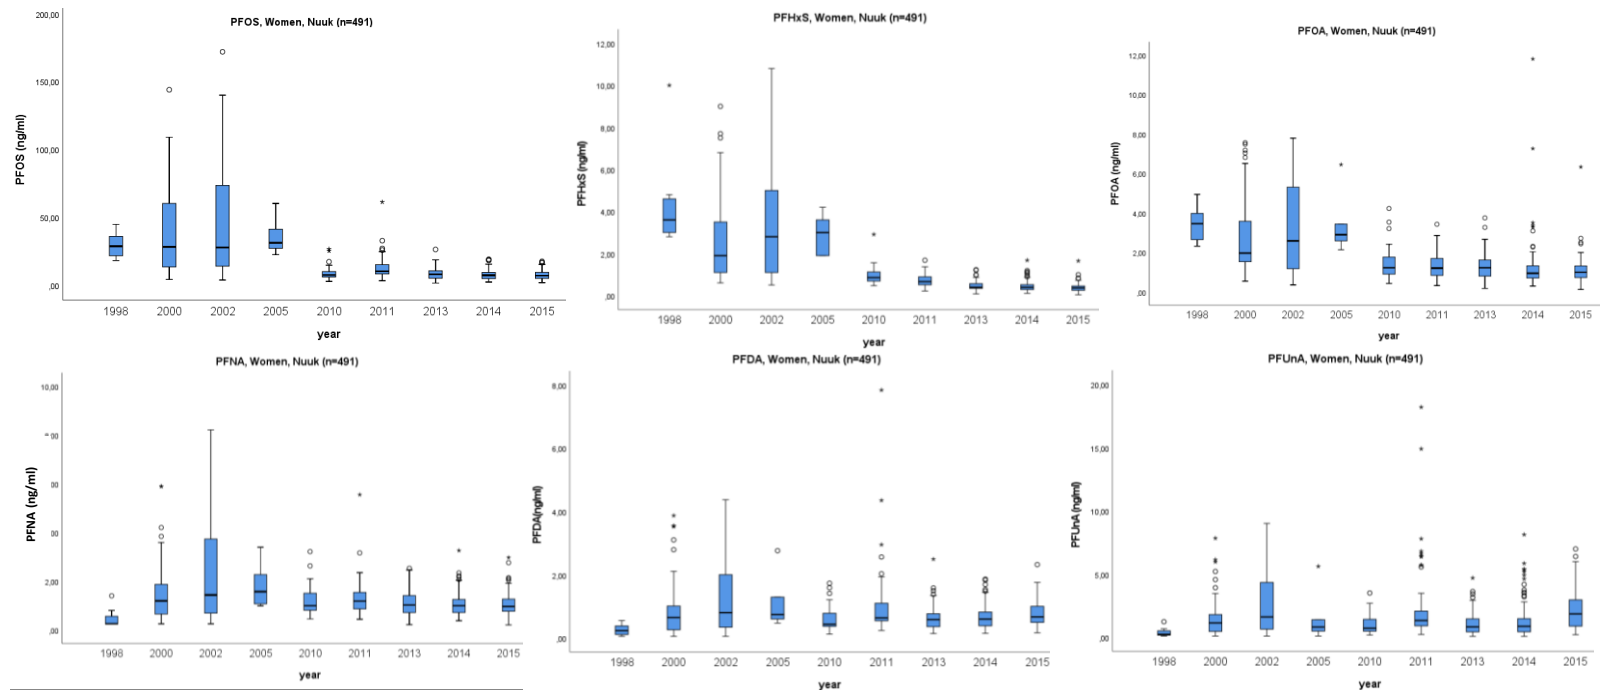 PFOS, Women, Nuuk (n=491)
PFOS (ng/ml)
200,00
150,00
100,00
50,00
,00
1998 2000 2002 2005 2010 2011 2013 2014 2015
year
PFHxS, Women, Nuuk (n=491)
PFHxS (ng/ml)
12,00
10,00
8,00
6,00
4,00
2,00
,00
1998 2000 2002 2005 2010 2011 2013 2014 2015
year
PFOA, Women, Nuuk (n=491)
PFOA (ng/ml)
12,00
10,00
8,00
6,00
4,00
2,00
,00
1998 2000 2002 2005 2010 2011 2013 2014 2015
year
PFNA, Women, Nuuk (n=491)
PFNA (ng/ml)
10,00
,00
,00
,00
2,00
,00
1998 2000 2002 2005 2010 2011 2013 2014 2015
year
PFDA, Women, Nuuk (n=491)
PFDA(ng/ml)
8,00
6,00
4,00
2,00
,00
1998 2000 2002 2005 2010 2011 2013 2014 2015
year
PFUnA, Women, Nuuk (n=491)
PFUnA (ng/ml)
20,00
15,00
10,00
5,00
,00
1998 2000 2002 2005 2010 2011 2013 2014 2015
year